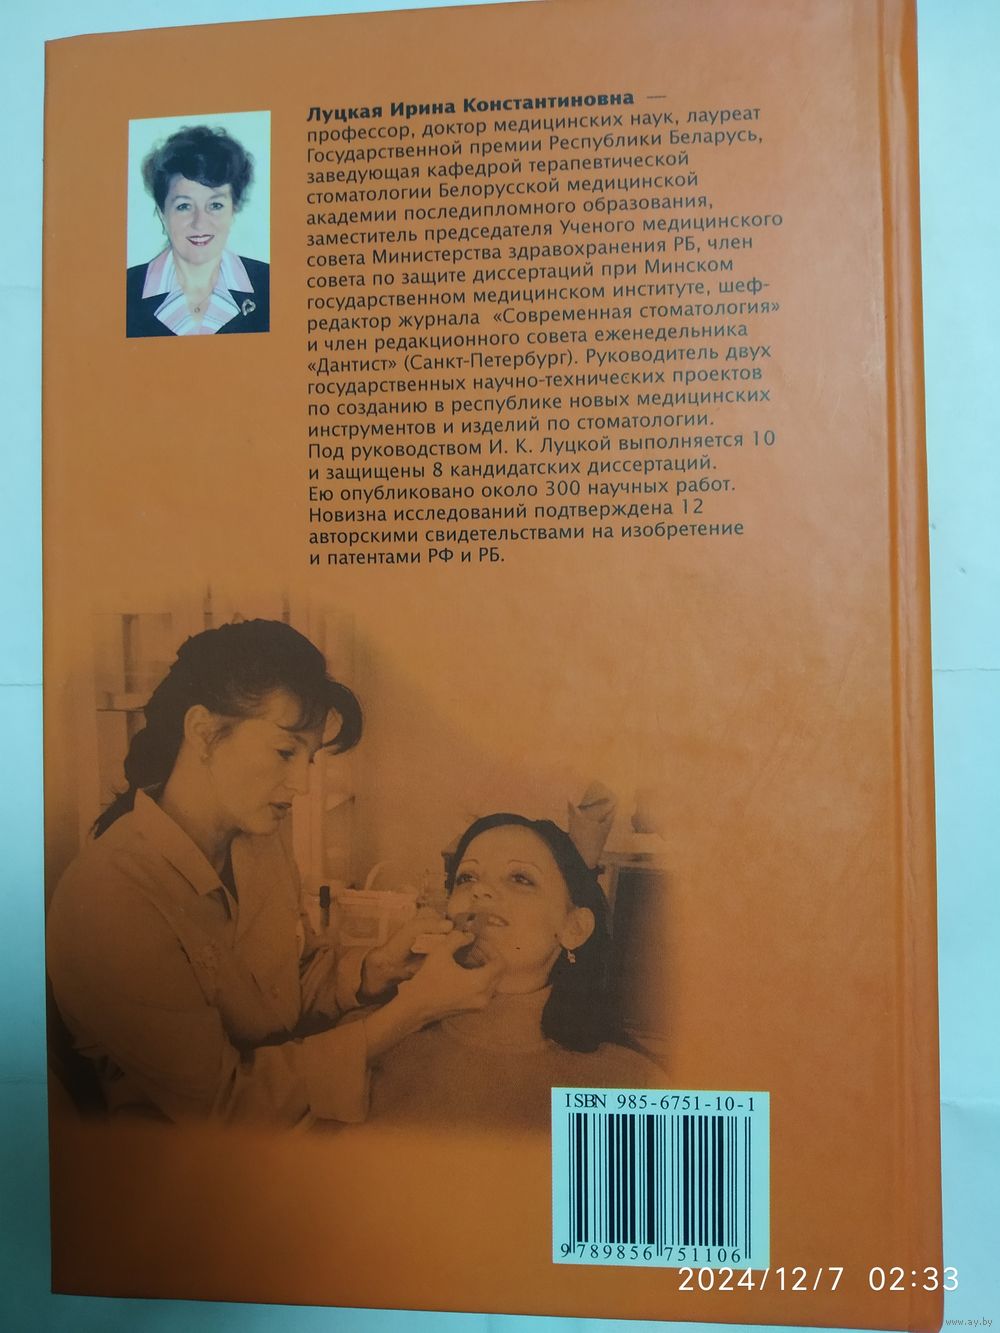 Луцкая Ирина Константиновна —
профессор, доктор медицинских наук, лауреат
Государственной премии Республики Беларусь,
заведующая кафедрой терапевтической
стоматологии Белорусской медицинской
академии последипломного образования,
заместитель председателя Ученого медицинского
совета Министерства здравохранения РБ, член
совета по защите диссертаций при Минском
государственном медицинском институте, шеф-
редактор журнала «Современная стоматология»
и член редакционного совета еженедельника
«Дантист» (Санкт-Петербург). Руководитель двух
государственных научно-технических проектов
по созданию в республике новых медицинских
инструментов и изделий по стоматологии.
Под руководством И. К. Луцкой выполняется 10
и защищены 8 кандидатских диссертаций.
Ею опубликовано около 300 научных работ.
Новизна исследований подтверждена 12
авторскими свидетельствами на изобретение
и патентами РФ и РБ.
ISBN 985-6751-10-1
9 789856 751106
2024/12/7 02:33
www.ay.by